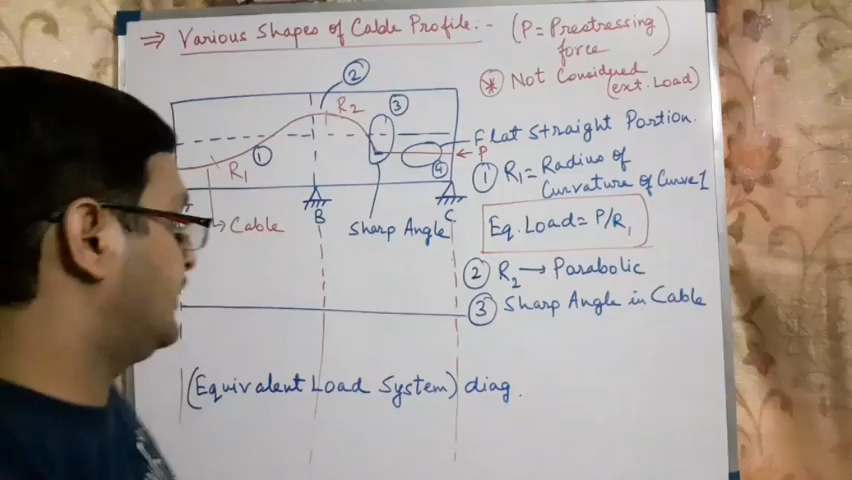 ⇒ Various Shapes of Cable Profile. - (P = Prestressing
force)
* Not Considered
(ext. Load)
2
R2
3
Flat Straight Portion.
1
R1
4
← P
1 R1 = Radius of
Curvature of Curve 1
Cable
B
Sharp Angle
C
Eq. Load = P/R1
2 R2 → Parabolic
3 Sharp Angle in Cable
(Equivalent Load System) diag.